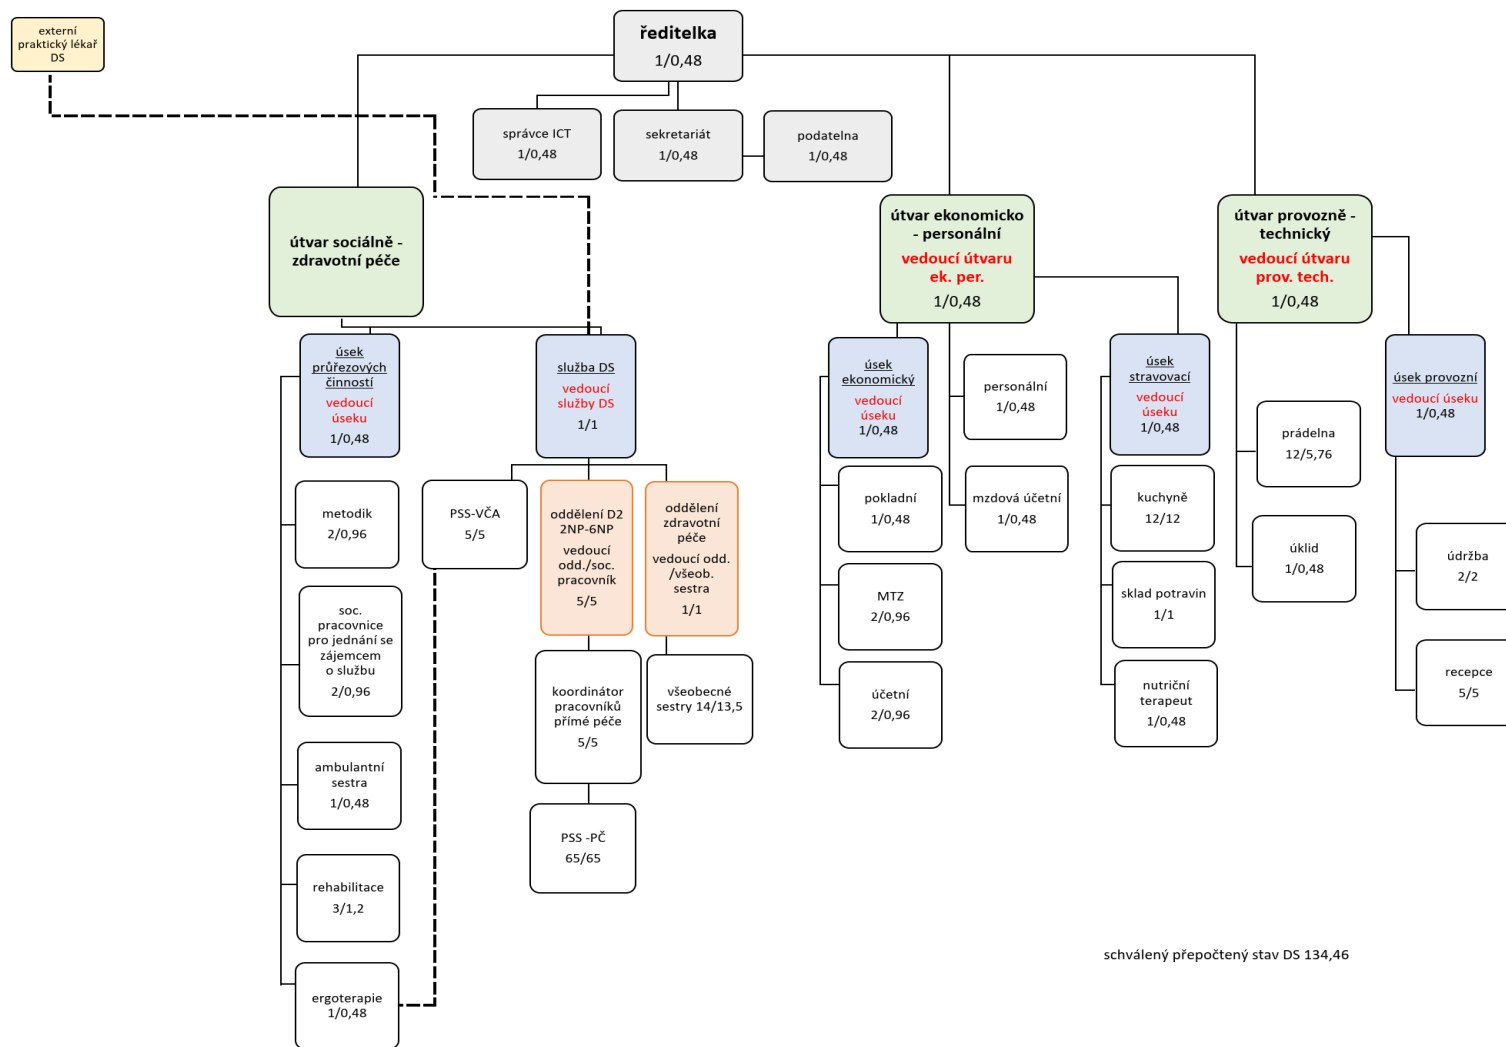 externí
praktický lékař
DS
ředitelka
1/0,48
správce ICT
1/0,48
sekretariát
1/0,48
podatelna
1/0,48
útvar sociálně -
zdravotní péče
útvar ekonomicko
- personální
vedoucí útvaru
ek. per.
1/0,48
útvar provozně -
technický
vedoucí útvaru
prov. tech.
1/0,48
úsek
průřezových
činností
vedoucí
úseku
1/0,48
služba DS
vedoucí
služby DS
1/1
úsek
ekonomický
vedoucí
úseku
1/0,48
personální
1/0,48
úsek
stravovací
vedoucí
úseku
1/0,48
prádelna
12/5,76
úsek provozní
vedoucí úseku
1/0,48
metodik
2/0,96
PSS-VČA
5/5
oddělení D2
2NP-6NP
vedoucí
odd./soc.
pracovník
5/5
oddělení
zdravotní
péče
vedoucí odd.
/všeob.
sestra
1/1
pokladní
1/0,48
mzdová účetní
1/0,48
kuchyně
12/12
úklid
1/0,48
údržba
2/2
soc.
pracovnice
pro jednání se
zájemcem
o službu
2/0,96
koordinátor
pracovníků
přímé péče
5/5
všeobecné
sestry 14/13,5
MTZ
2/0,96
sklad potravin
1/1
účetní
2/0,96
nutriční
terapeut
1/0,48
recepce
5/5
ambulantní
sestra
1/0,48
PSS -PČ
65/65
rehabilitace
3/1,2
ergoterapie
1/0,48
schválený přepočtený stav DS 134,46